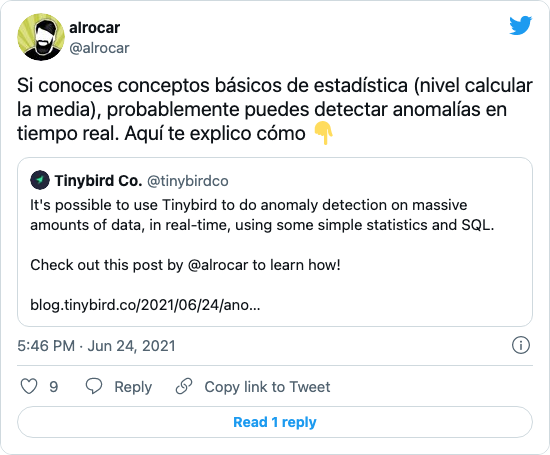 alrocar
@alrocar
Si conoces conceptos básicos de estadística (nivel calcular
la media), probablemente puedes detectar anomalías en
tiempo real. Aquí te explico cómo 👇
Tinybird Co. @tinybirdco
It's possible to use Tinybird to do anomaly detection on massive
amounts of data, in real-time, using some simple statistics and SQL.
Check out this post by @alrocar to learn how!
blog.tinybird.co/2021/06/24/ano...
5:46 PM · Jun 24, 2021
9 Reply Copy link to Tweet
Read 1 reply